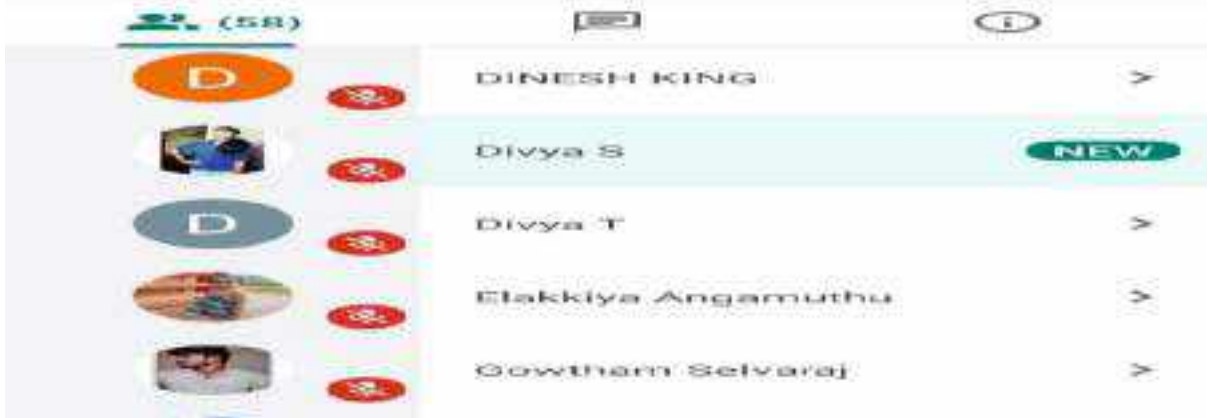 (58)
D
DINESH KING
Divya S
NEW
D
Divya T
Elakkiya Angamuthu
Gowtham Selvaraj